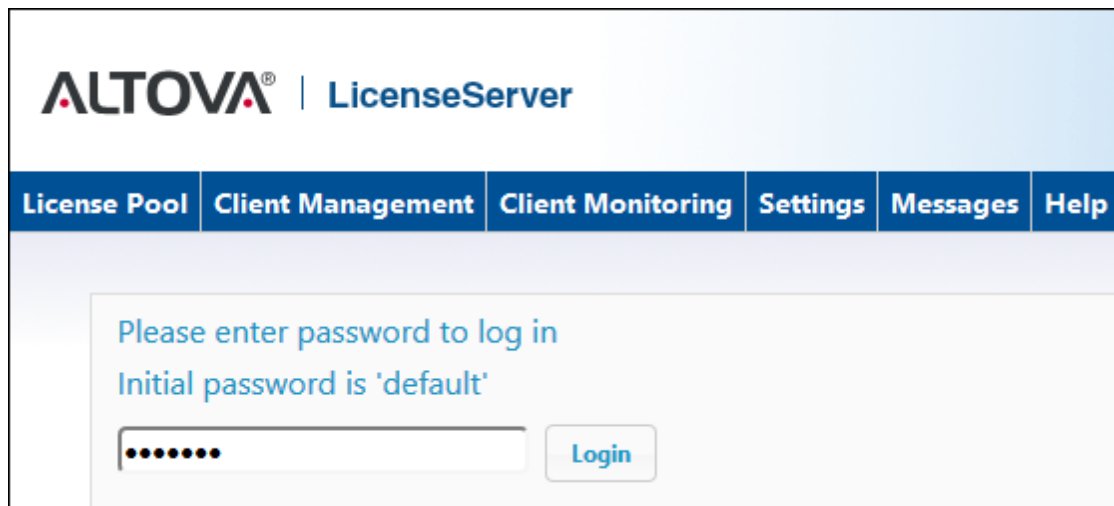 ALTOVA® | LicenseServer
License Pool Client Management Client Monitoring Settings Messages Help
Please enter password to log in
Initial password is 'default'
••••••• Login